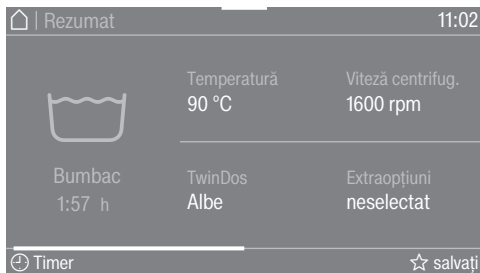 | Rezumat 11:02
Temperatură Viteză centrifug.
90 °C 1600 rpm
Bumbac TwinDos Extraopțiuni
1:57 h Albe neselectat
Timer salvați